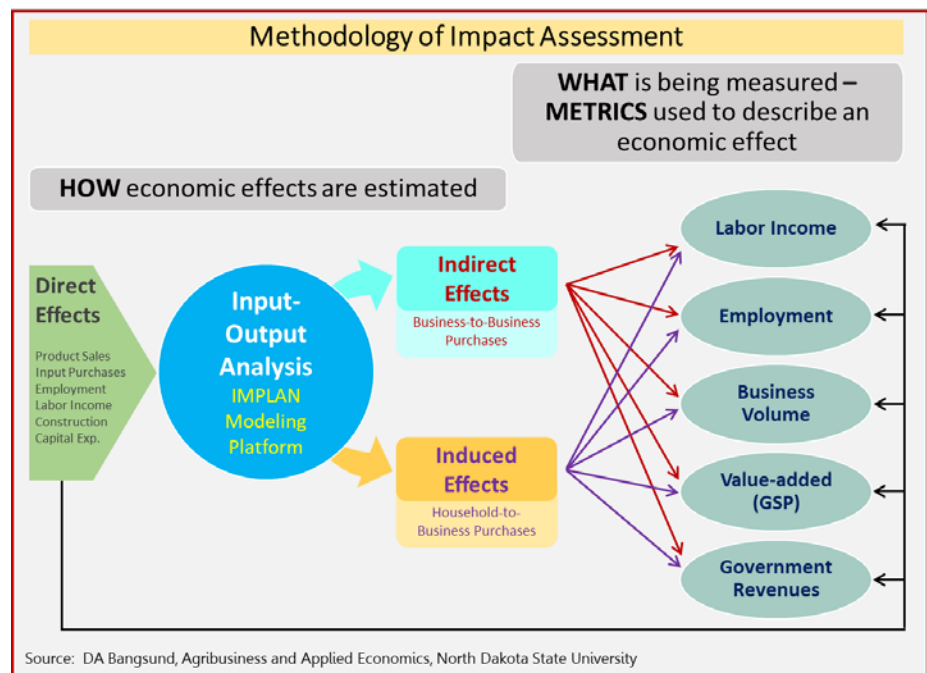 Methodology of Impact Assessment
WHAT is being measured –
METRICS used to describe an
economic effect
HOW economic effects are estimated
Direct
Effects
Product Sales
Input Purchases
Employment
Labor Income
Construction
Capital Exp.
Input-
Output
Analysis
IMPLAN
Modeling
Platform
Indirect
Effects
Business-to-Business
Purchases
Induced
Effects
Household-to-
Business Purchases
Labor Income
Employment
Business
Volume
Value-added
(GSP)
Government
Revenues
Source:  DA Bangsund, Agribusiness and Applied Economics, North Dakota State University